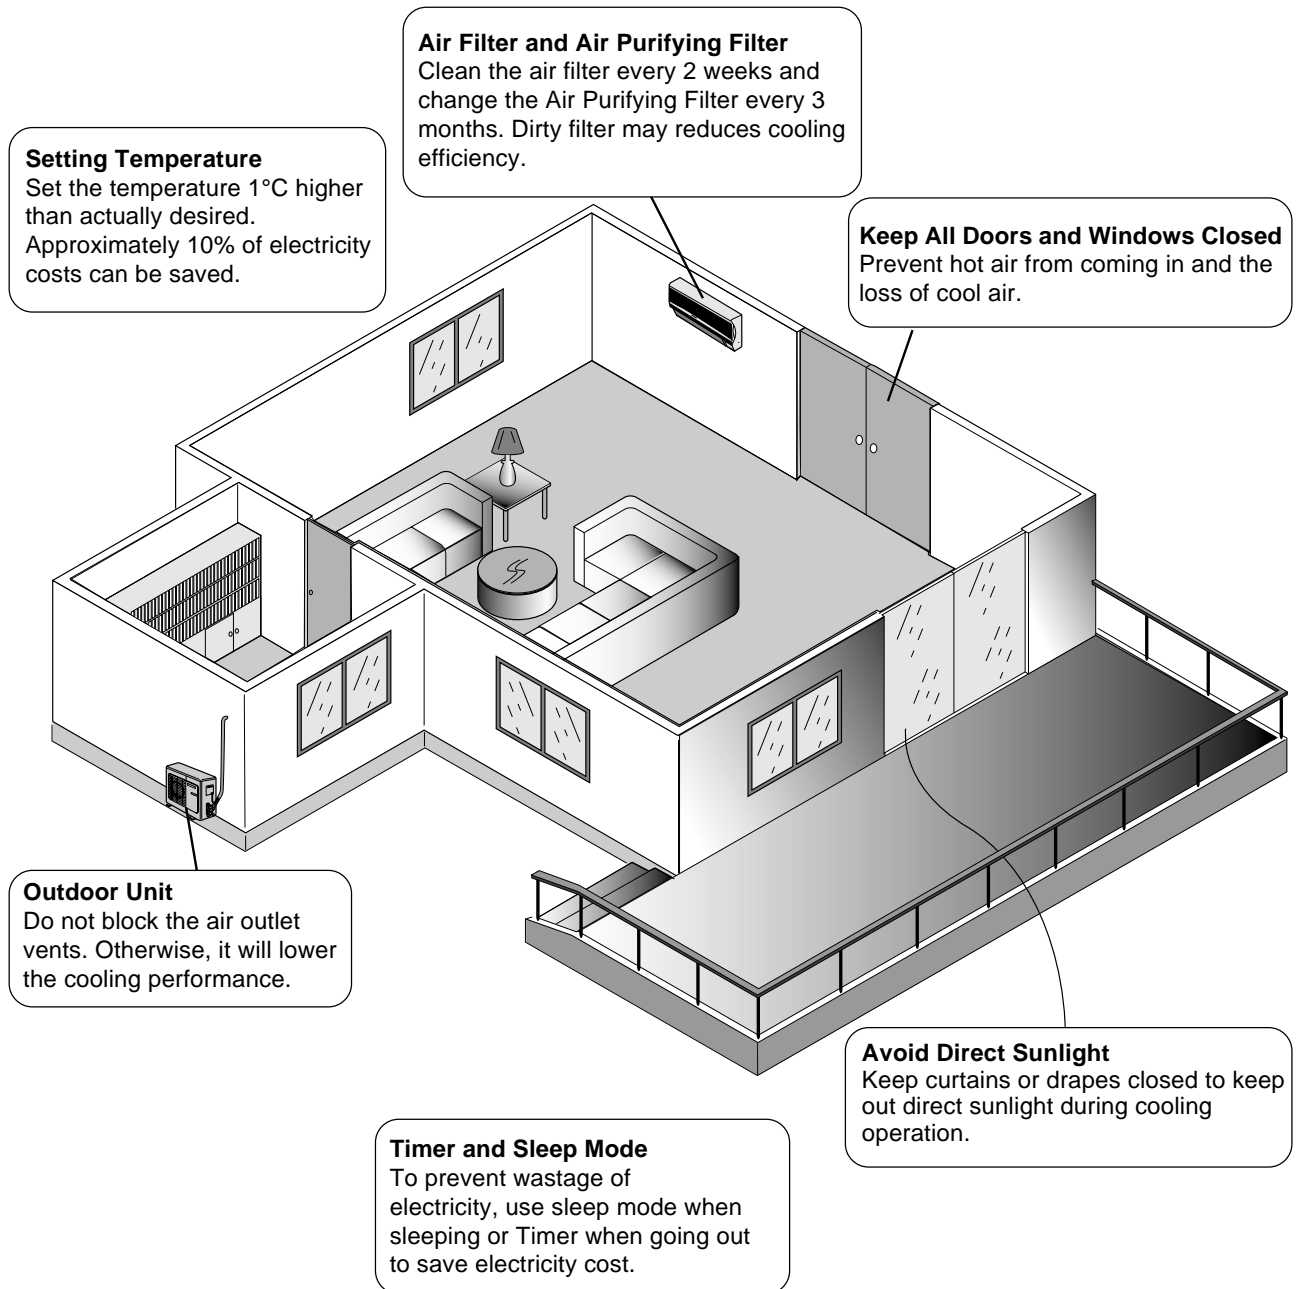 Air Filter and Air Purifying Filter
Clean the air filter every 2 weeks and
change the Air Purifying Filter every 3
months. Dirty filter may reduces cooling
efficiency.
Setting Temperature
Set the temperature 1°C higher
than actually desired.
Approximately 10% of electricity
costs can be saved.
Keep All Doors and Windows Closed
Prevent hot air from coming in and the
loss of cool air.
Outdoor Unit
Do not block the air outlet
vents. Otherwise, it will lower
the cooling performance.
Avoid Direct Sunlight
Keep curtains or drapes closed to keep
out direct sunlight during cooling
operation.
Timer and Sleep Mode
To prevent wastage of
electricity, use sleep mode when
sleeping or Timer when going out
to save electricity cost.